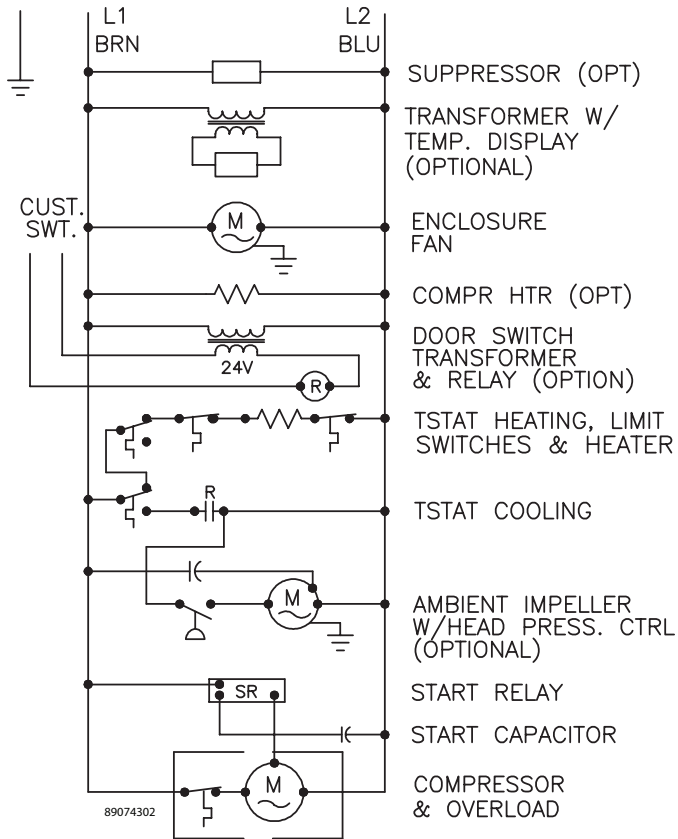 L1
L2
BRN
BLU
SUPPRESSOR (OPT)
TRANSFORMER W/
TEMP. DISPLAY
(OPTIONAL)
CUST.
SWT.
M
ENCLOSURE
FAN
COMPR HTR (OPT)
DOOR SWITCH
TRANSFORMER
& RELAY (OPTION)
24V
R
TSTAT HEATING, LIMIT
SWITCHES & HEATER
R
TSTAT COOLING
M
AMBIENT IMPELLER
W/HEAD PRESS. CTRL
(OPTIONAL)
SR
START RELAY
START CAPACITOR
M
COMPRESSOR
& OVERLOAD
89074302